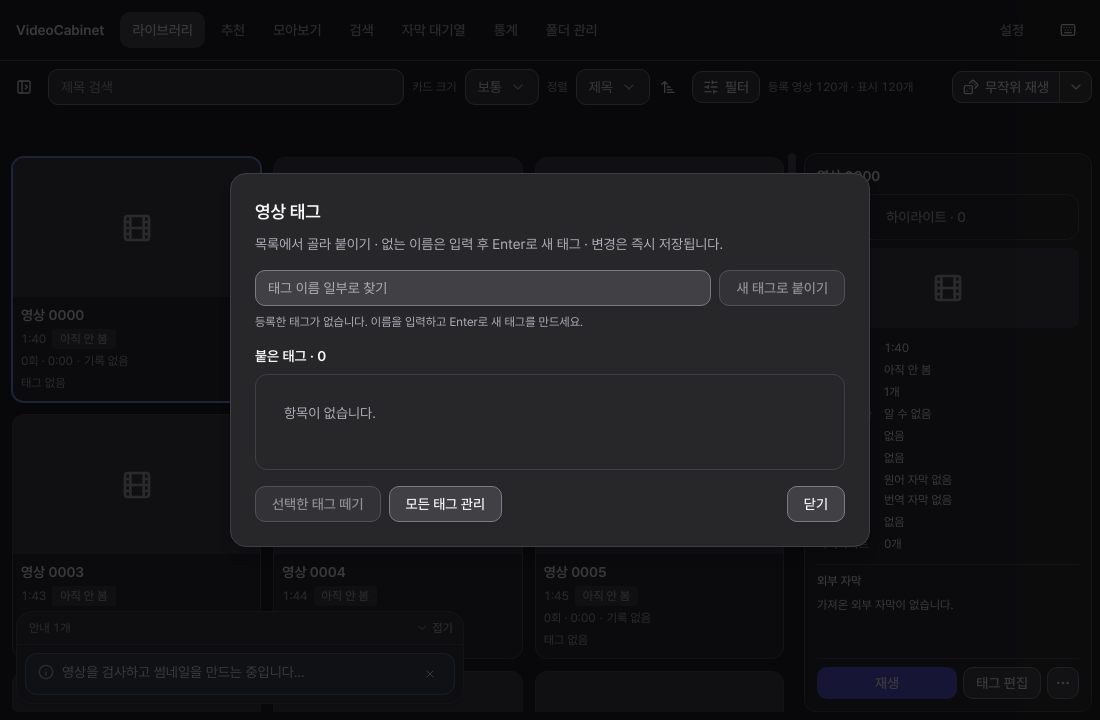 VideoCabinet 라이브러리 추천 모아보기 검색 자막 대기열 통계 폴더 관리 설정
제목 검색 카드 크기 보통 정렬 제목 필터 등록 영상 120개 · 표시 120개 무작위 재생
영상 태그
목록에서 골라 붙이기 · 없는 이름은 입력 후 Enter로 새 태그 · 변경은 즉시 저장됩니다.
태그 이름 일부로 찾기 새 태그로 붙이기
등록한 태그가 없습니다. 이름을 입력하고 Enter로 새 태그를 만드세요.
붙은 태그 · 0
항목이 없습니다.
선택한 태그 떼기 모든 태그 관리 닫기
영상 0000
1:40 아직 안 봄
0회 · 0:00 · 기록 없음
태그 없음
영상 0003
1:43 아직 안 봄
영상 0004
1:44 아직 안 봄
영상 0005
1:45 아직 안 봄
0회 · 0:00 · 기록 없음
태그 없음
안내 1개 접기
영상을 검사하고 썸네일을 만드는 중입니다...
하이라이트 · 0
1:40
아직 안 봄
1개
알 수 없음
없음
없음
원어 자막 없음
번역 자막 없음
없음
0개
외부 자막
가져온 외부 자막이 없습니다.
재생 태그 편집